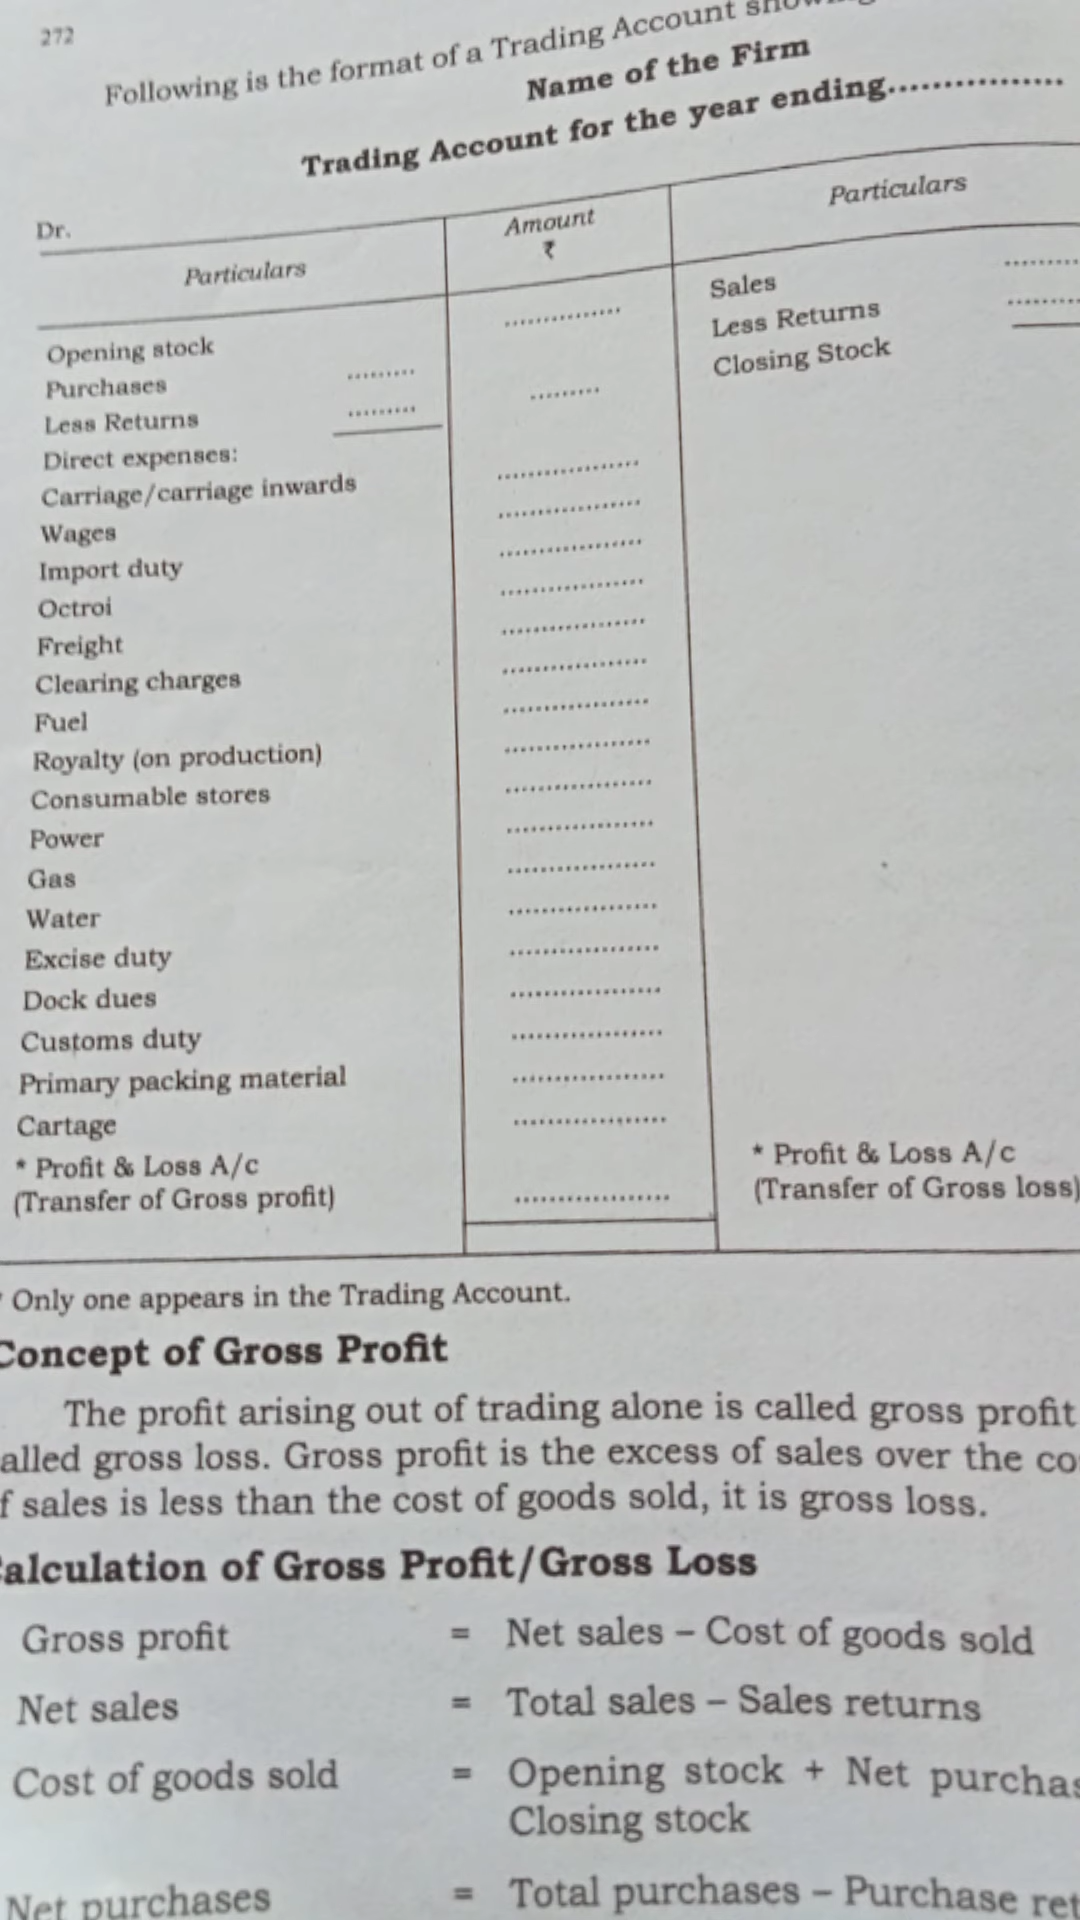 272
Following is the format of a Trading Account
Name of the Firm
Trading Account for the year ending.................
Dr.
Particulars
Amount
₹
Particulars
Opening stock
Purchases
Less Returns
Direct expenses:
Carriage/carriage inwards
Wages
Import duty
Octroi
Freight
Clearing charges
Fuel
Royalty (on production)
Consumable stores
Power
Gas
Water
Excise duty
Dock dues
Customs duty
Primary packing material
Cartage
* Profit & Loss A/c
(Transfer of Gross profit)
Sales
Less Returns
Closing Stock
* Profit & Loss A/c
(Transfer of Gross loss)
Only one appears in the Trading Account.
Concept of Gross Profit
The profit arising out of trading alone is called gross profit
alled gross loss. Gross profit is the excess of sales over the co
f sales is less than the cost of goods sold, it is gross loss.
alculation of Gross Profit/Gross Loss
Gross profit = Net sales – Cost of goods sold
Net sales = Total sales – Sales returns
Cost of goods sold = Opening stock + Net purchas
Closing stock
Net purchases = Total purchases – Purchase ret